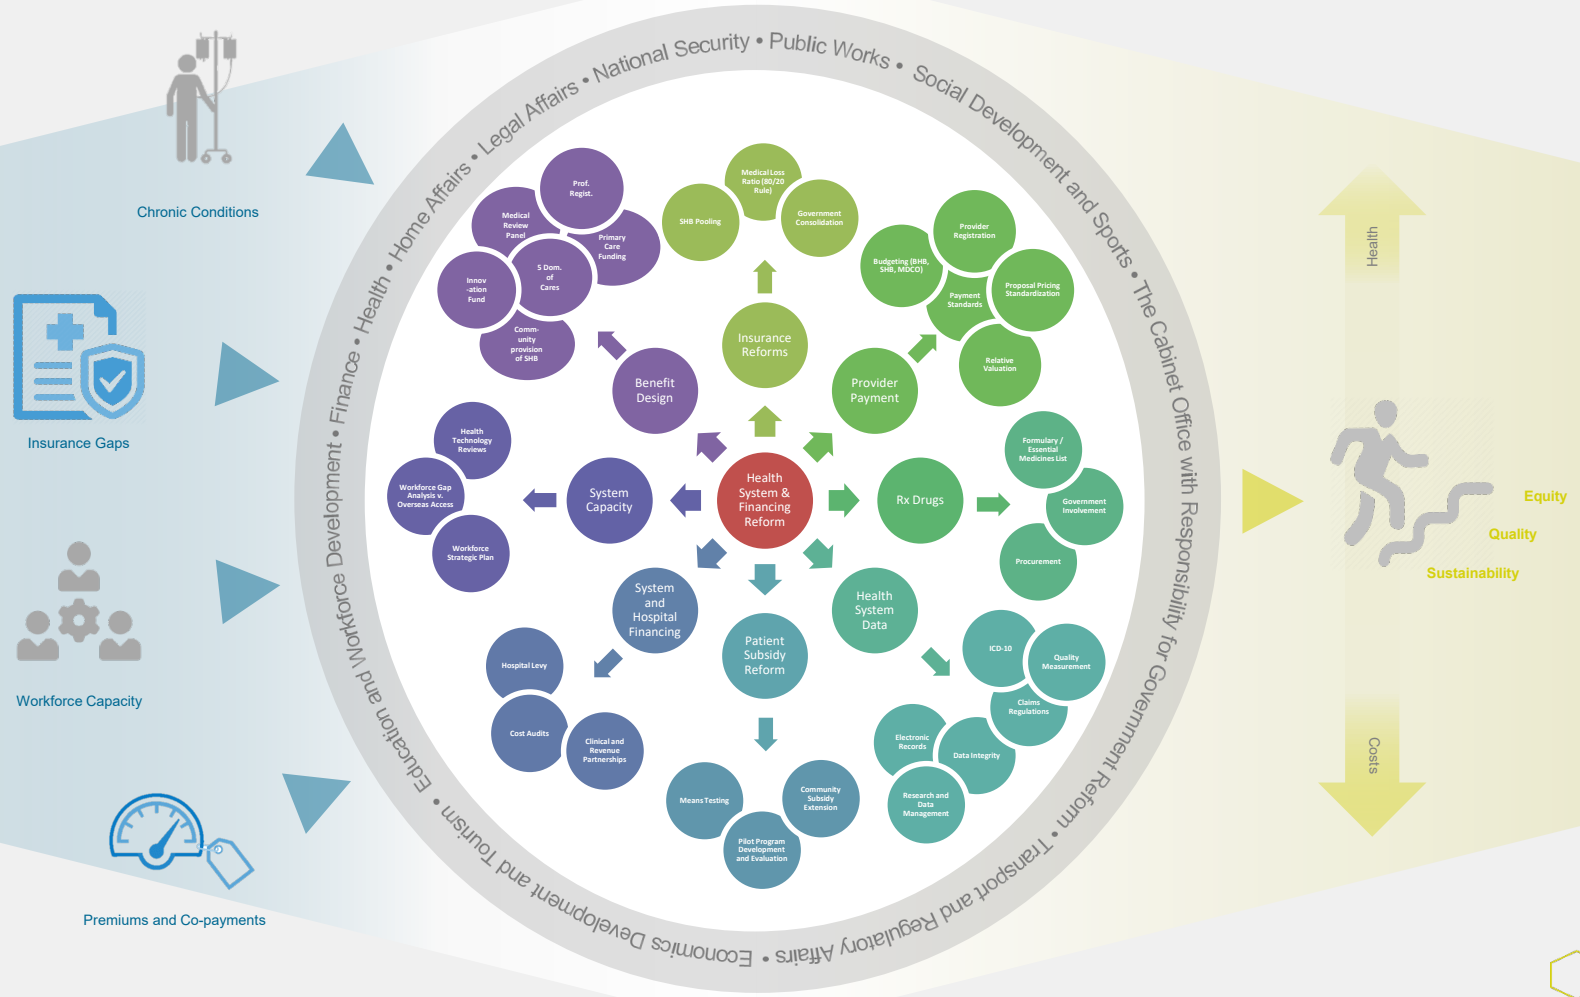 Health • Home Affairs • Legal Affairs • National Security • Public Works • Social Development and Sports • The Cabinet Office with Responsibility for Government Reform • Transport and Regulatory Affairs • Economics Development and Tourism • Education and Workforce Development • Finance •
Chronic Conditions
Insurance Gaps
Workforce Capacity
Premiums and Co-payments
Health
System &
Financing
Reform
Insurance
Reforms
SHB Pooling
Medical Loss
Ratio (80/20
Rule)
Government
Consolidation
Provider
Payment
Budgeting (BHB,
SHB, MDCO)
Provider
Registration
Payment
Standards
Proposal Pricing
Standardization
Relative
Valuation
Rx Drugs
Formulary /
Essential
Medicines List
Government
Involvement
Procurement
Health
System
Data
ICD-10
Quality
Measurement
Claims
Regulations
Electronic
Records
Data Integrity
Research and
Data
Management
Patient
Subsidy
Reform
Community
Subsidy
Extension
Means Testing
Pilot Program
Development
and Evaluation
System
and
Hospital
Financing
Hospital Levy
Cost Audits
Clinical and
Revenue
Partnerships
System
Capacity
Health
Technology
Reviews
Workforce Gap
Analysis v.
Overseas Access
Workforce
Strategic Plan
Benefit
Design
Prof.
Regist.
Medical
Review
Panel
Primary
Care
Funding
5 Dom.
of
Cares
Innov
-ation
Fund
Comm-
unity
provision
of SHB
Health
Costs
Equity
Quality
Sustainability